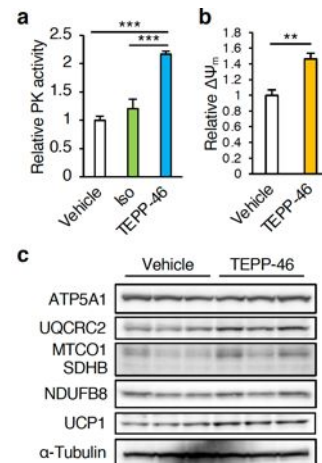 a
***
***
Relative PK activity
2.5
2
1.5
1
0.5
0
Vehicle
Iso
TEPP-46
b
**
Relative ΔΨm
1.8
1.6
1.4
1.2
1
0.8
0.6
0.4
0.2
0
Vehicle
TEPP-46
c
Vehicle TEPP-46
ATP5A1
UQCRC2
MTCO1
SDHB
NDUFB8
UCP1
α-Tubulin